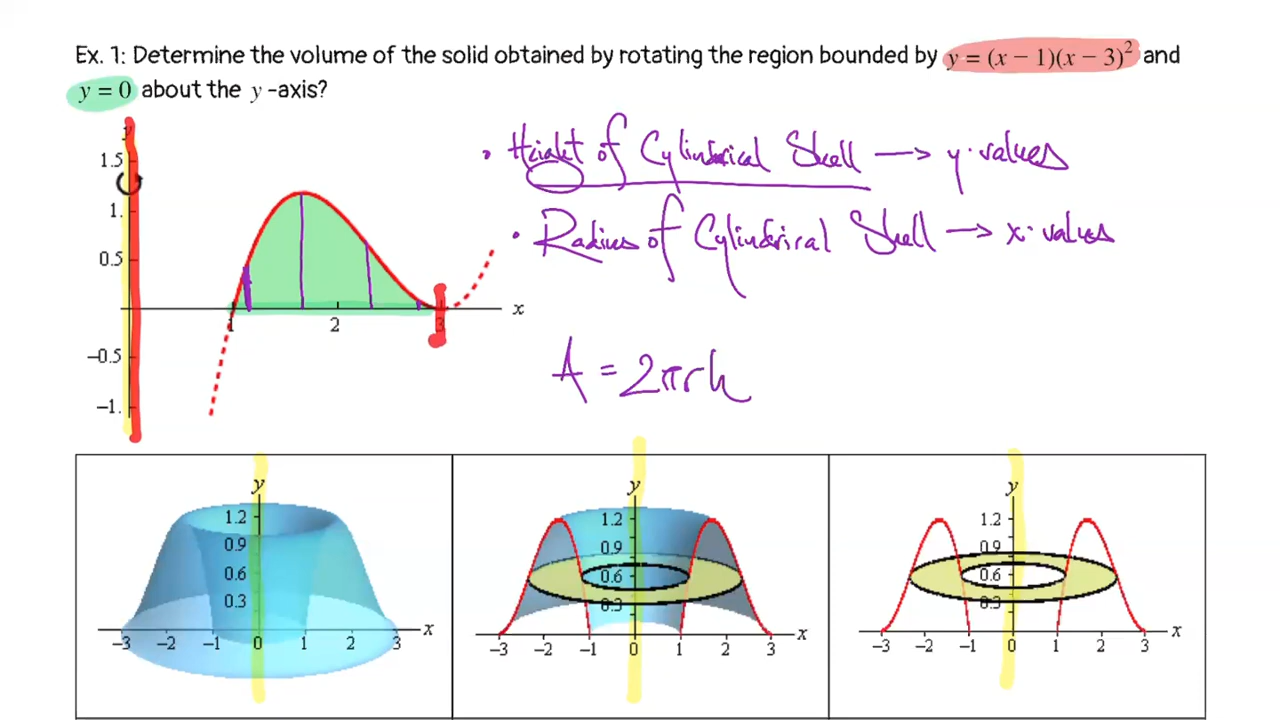 Ex. 1: Determine the volume of the solid obtained by rotating the region bounded by y = (x − 1)(x − 3)² and
y = 0 about the y -axis?
• Height of Cylindrical Shell → y-values
• Radius of Cylindrical Shell → x-values
A = 2πrh
y
1.5
1.
0.5
x
1
2
3
−0.5
−1.
y
1.2
0.9
0.6
0.3
x
−3 −2 −1 0 1 2 3
y
1.2
0.9
0.6
0.3
x
−3 −2 −1 0 1 2 3
y
1.2
0.9
0.6
0.3
x
−3 −2 −1 0 1 2 3